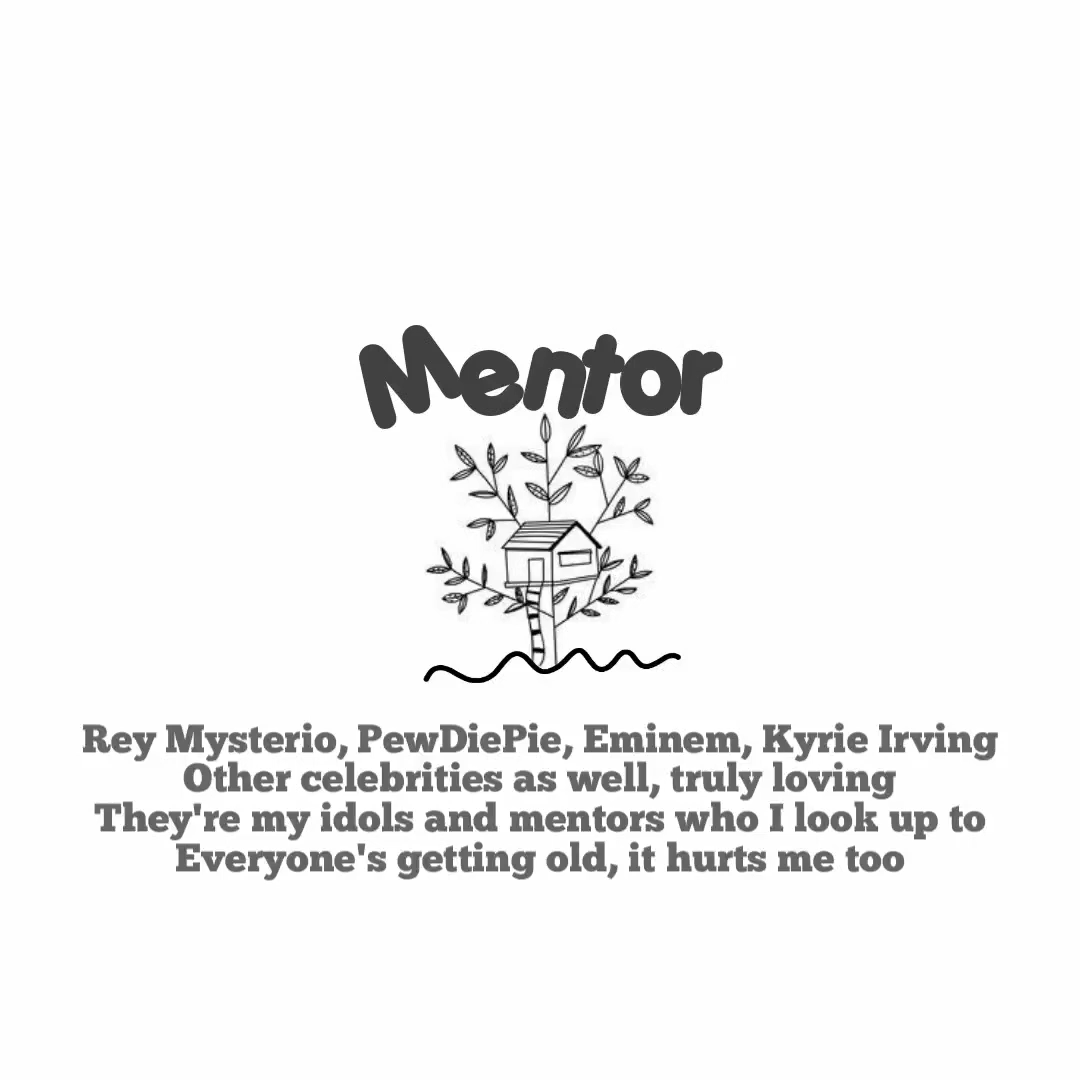 Mentor
Rey Mysterio, PewDiePie, Eminem, Kyrie Irving
Other celebrities as well, truly loving
They're my idols and mentors who I look up to
Everyone's getting old, it hurts me too